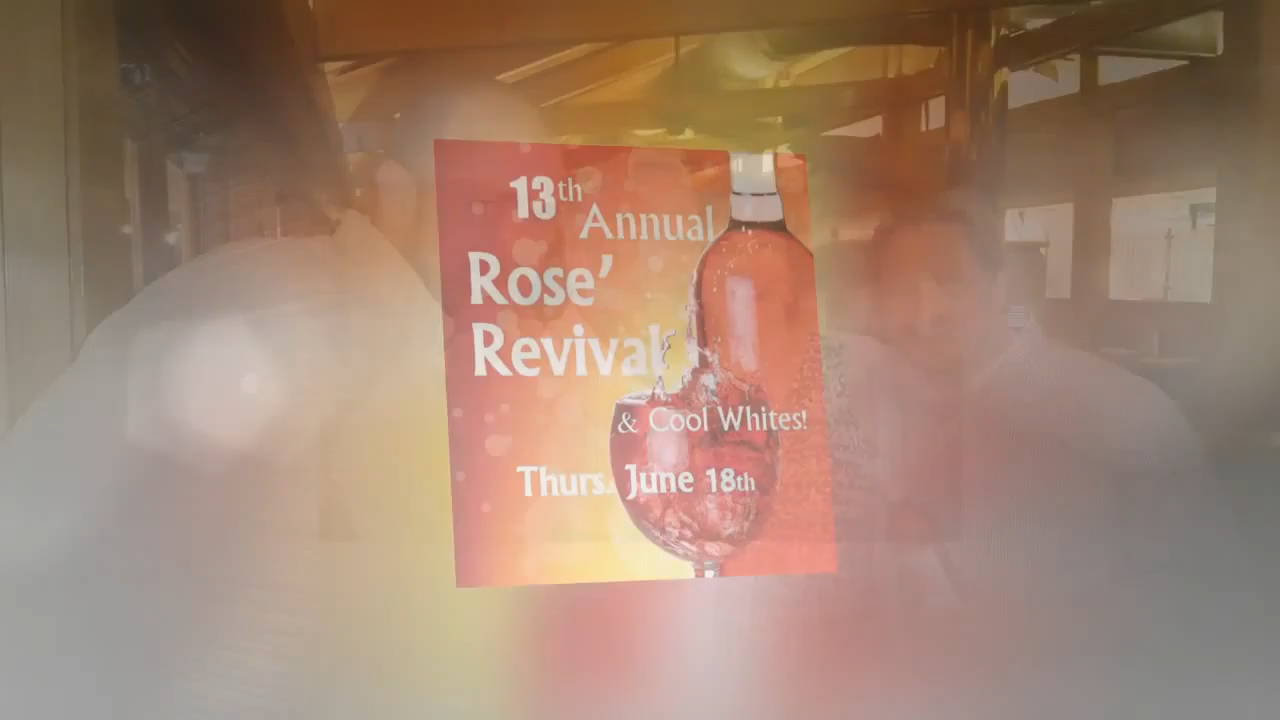 13th
Annual
Rose'
Revival
& Cool Whites!
Thurs. June 18th